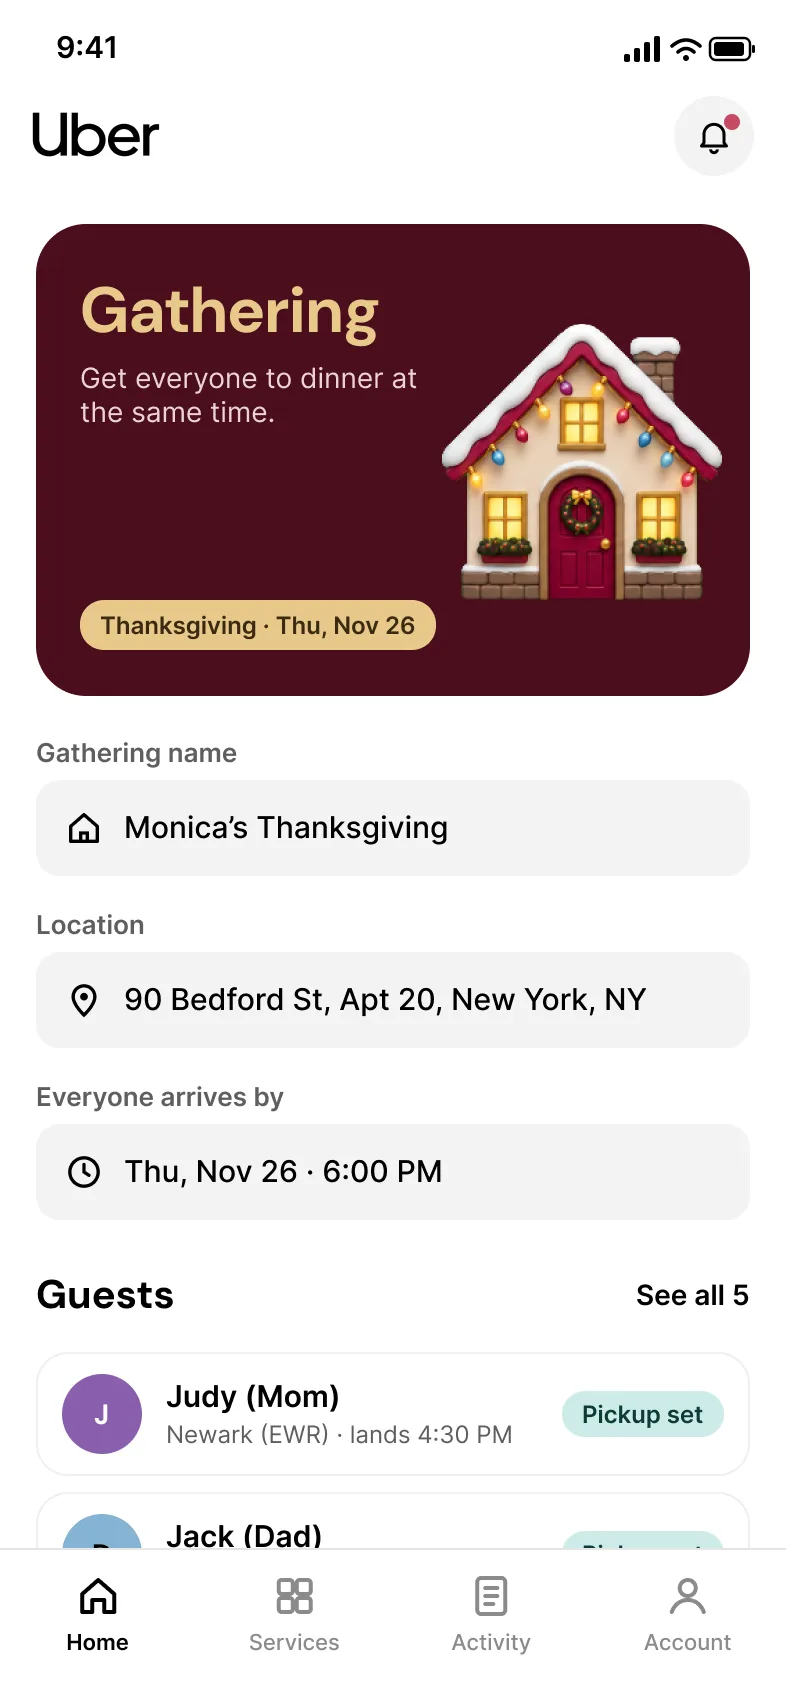 9:41
Uber
Gathering
Get everyone to dinner at
the same time.
Thanksgiving · Thu, Nov 26
Gathering name
Monica’s Thanksgiving
Location
90 Bedford St, Apt 20, New York, NY
Everyone arrives by
Thu, Nov 26 · 6:00 PM
Guests
See all 5
J
Judy (Mom)
Newark (EWR) · lands 4:30 PM
Pickup set
Jack (Dad)
Home
Services
Activity
Account